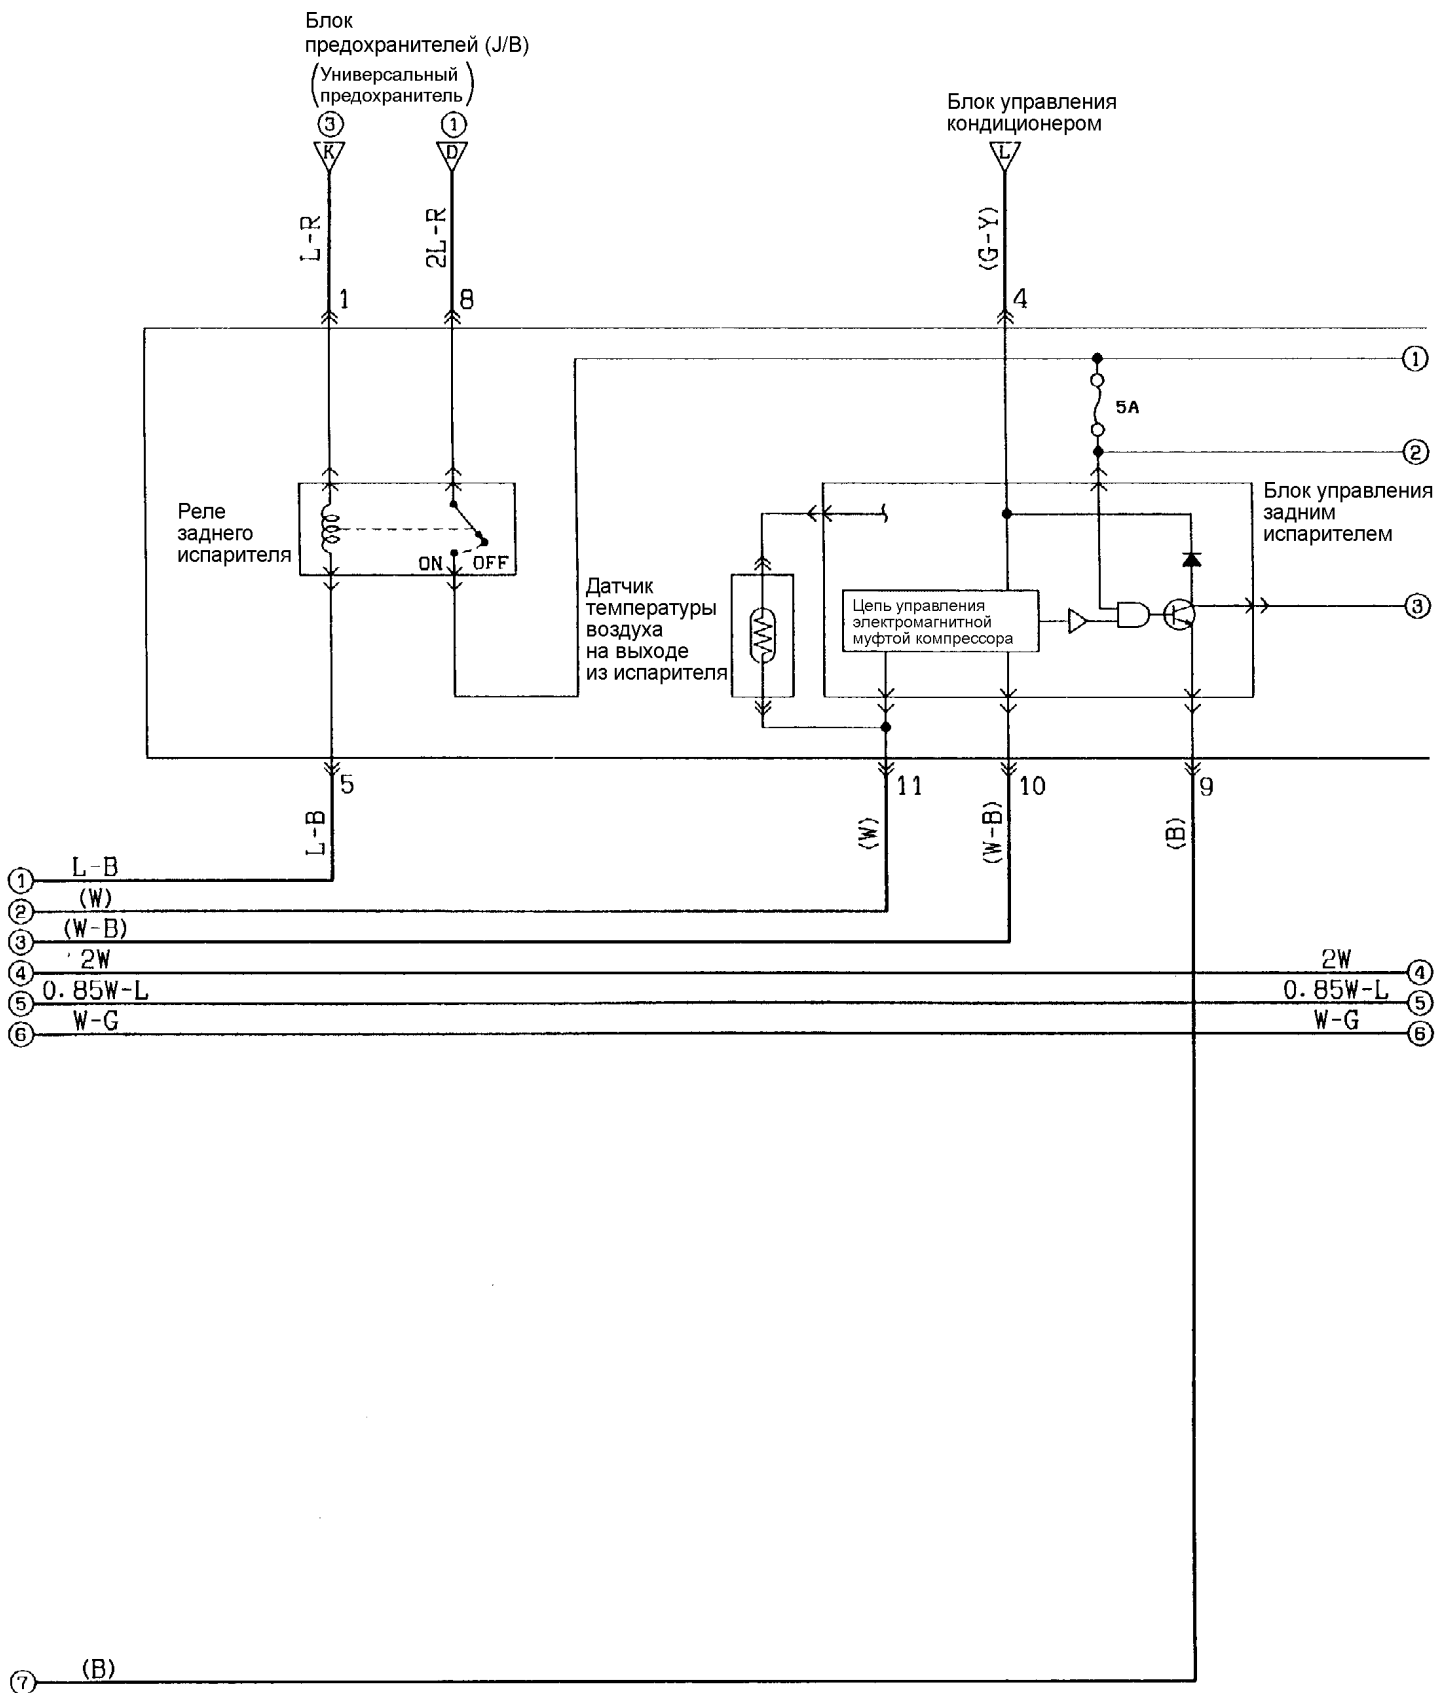 Блок
предохранителей (J/B)
(Универсальный
предохранитель)
3
1
K
D
Блок управления
кондиционером
L
L-R
2L-R
(G-Y)
1
8
4
1
5A
2
Реле
заднего
испарителя
ON
OFF
Блок управления
задним
испарителем
Датчик
температуры
воздуха
на выходе
из испарителя
Цепь управления
электромагнитной
муфтой компрессора
3
5
11
10
9
L-B
(W)
(W-B)
(B)
1
L-B
2
(W)
3
(W-B)
4
2W
2W
4
5
0.85W-L
0.85W-L
5
6
W-G
W-G
6
7
(B)